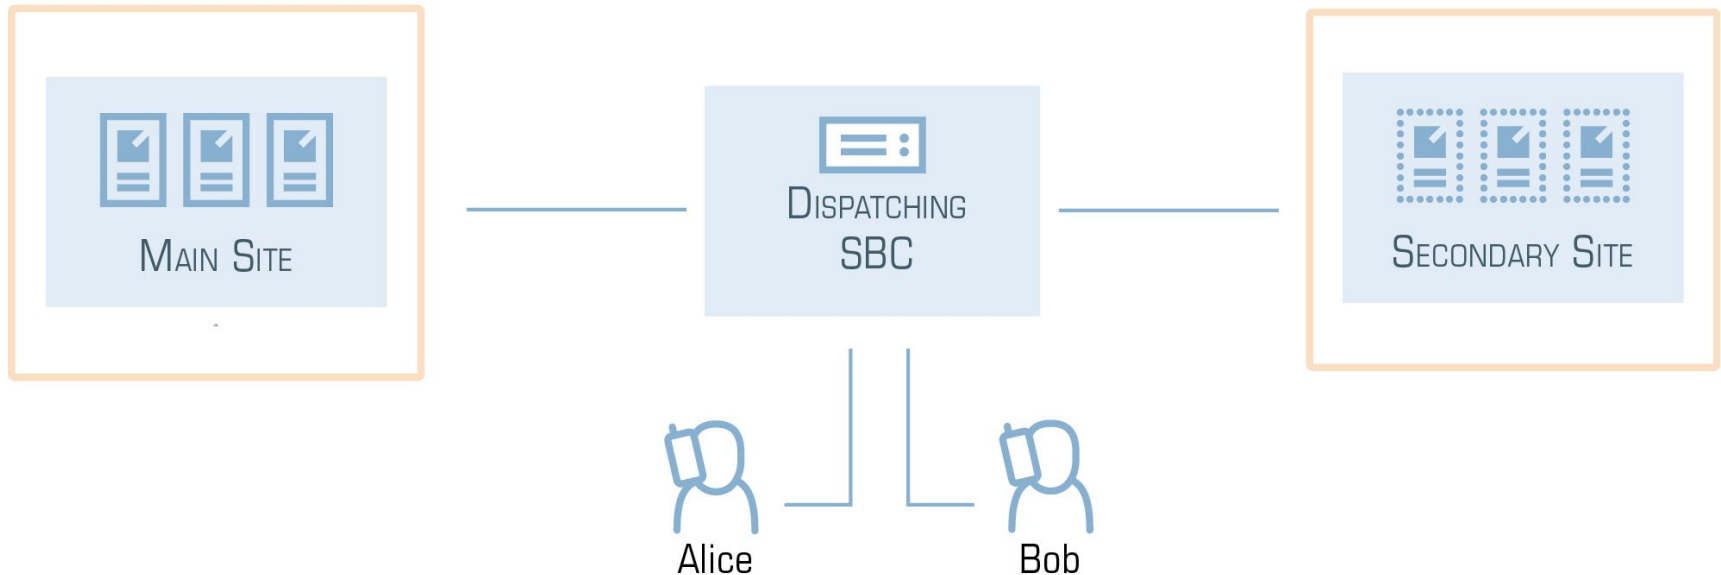 Main Site
Dispatching
SBC
Secondary Site
Alice
Bob